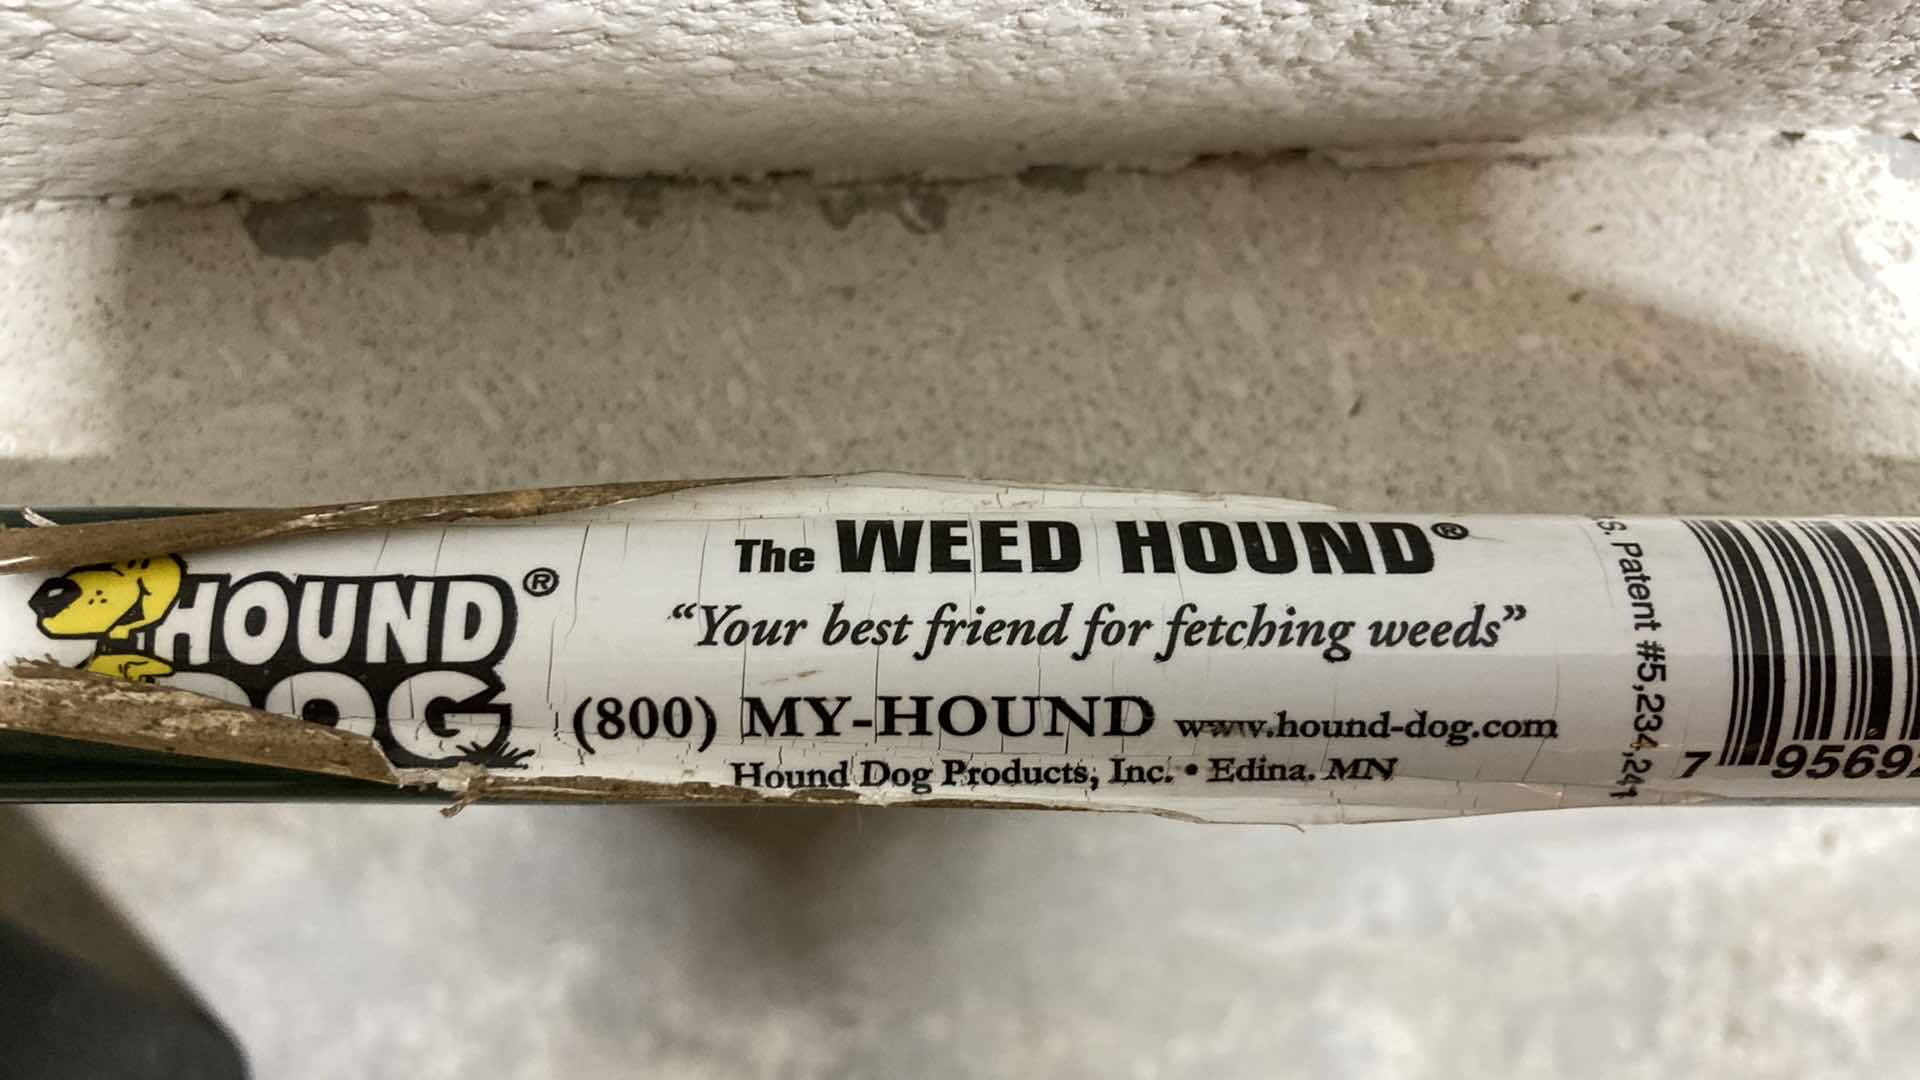 HOUND®
DOG
The WEED HOUND®
“Your best friend for fetching weeds”
(800) MY-HOUND www.hound-dog.com
Hound Dog Products, Inc. • Edina, MN
.S. Patent #5,234,241
7 95692